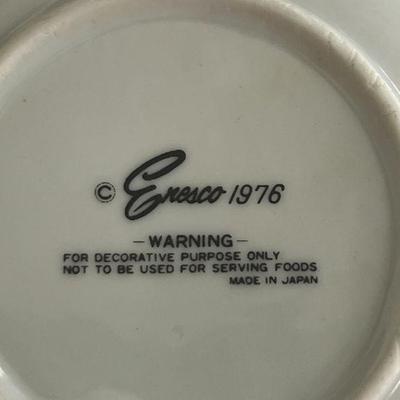 © Enesco 1976
– WARNING –
FOR DECORATIVE PURPOSE ONLY
NOT TO BE USED FOR SERVING FOODS
MADE IN JAPAN